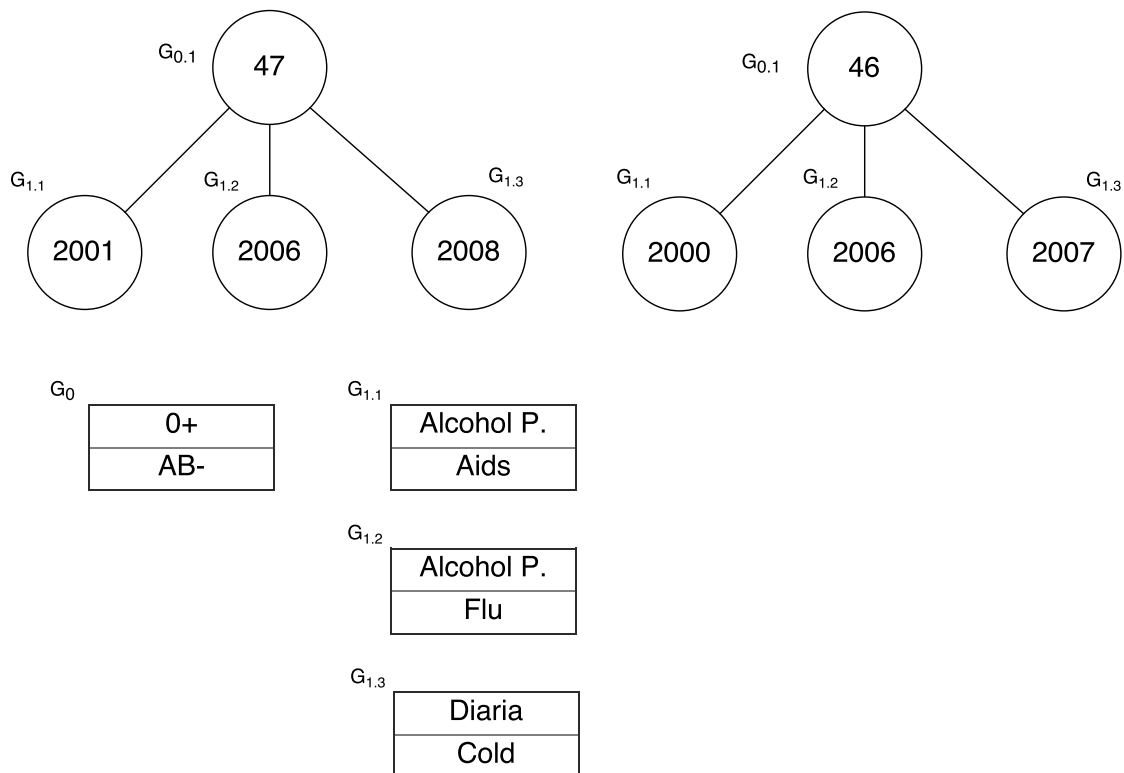 G0.1
47
G1.1
2001
G1.2
2006
G1.3
2008
G0.1
46
G1.1
2000
G1.2
2006
G1.3
2007
G0
0+
AB-
G1.1
Alcohol P.
Aids
G1.2
Alcohol P.
Flu
G1.3
Diaria
Cold